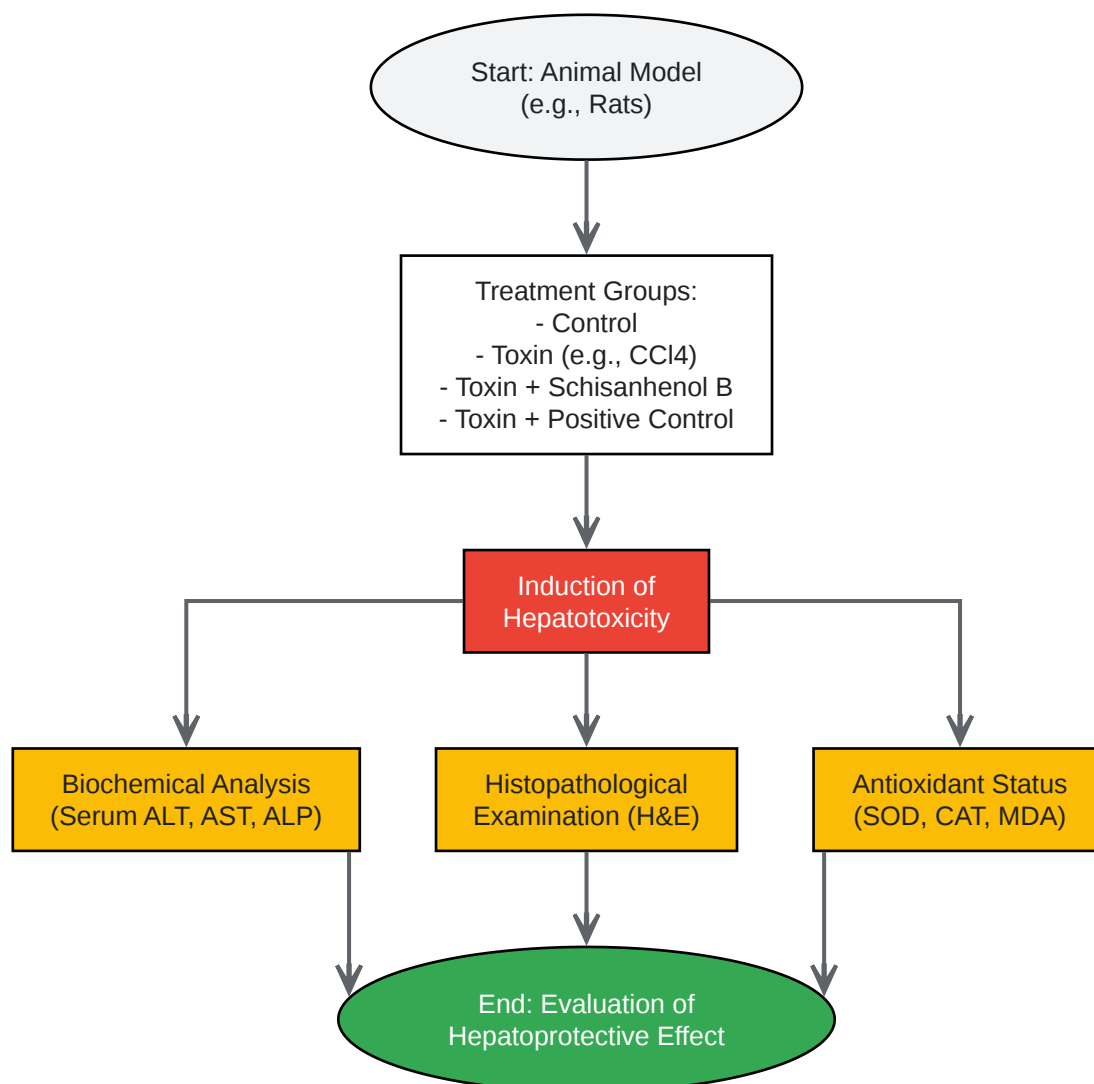 Start: Animal Model
(e.g., Rats)
Treatment Groups:
- Control
- Toxin (e.g., CCl4)
- Toxin + Schisanhenol B
- Toxin + Positive Control
Induction of
Hepatotoxicity
Biochemical Analysis
(Serum ALT, AST, ALP)
Histopathological
Examination (H&E)
Antioxidant Status
(SOD, CAT, MDA)
End: Evaluation of
Hepatoprotective Effect